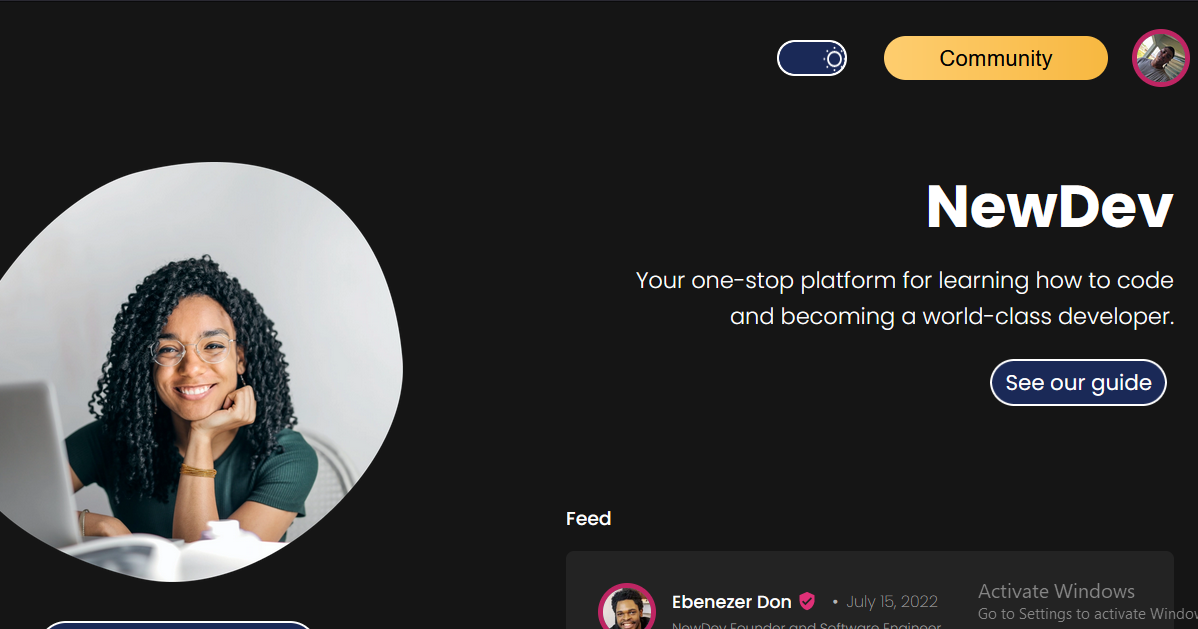 Community
NewDev
Your one-stop platform for learning how to code
and becoming a world-class developer.
See our guide
Feed
Ebenezer Don • July 15, 2022
NewDev Founder and Software Engineer
Activate Windows
Go to Settings to activate